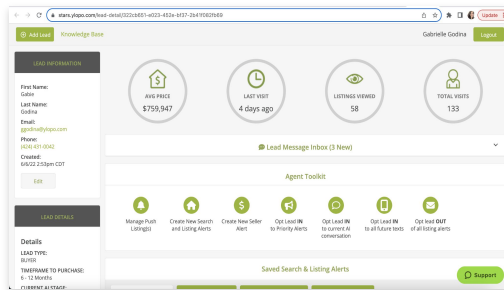 stars.ylopo.com/lead-detail/322cb651-e023-452e-bf37-2b41f082fb69
Update
Add Lead
Knowledge Base
Gabrielle Godina
Logout
LEAD INFORMATION
First Name:
Gabie
Last Name:
Godina
Email:
ggodina@ylopo.com
Phone:
(424) 431-0042
Created:
6/6/22 2:53pm CDT
Edit
LEAD DETAILS
Details
LEAD TYPE:
BUYER
TIMEFRAME TO PURCHASE:
6 - 12 Months
CURRENT AI STAGE:
AVG PRICE
$759,947
LAST VISIT
4 days ago
LISTINGS VIEWED
58
TOTAL VISITS
133
Lead Message Inbox (3 New)
Agent Toolkit
Manage Push
Listing(s)
Create New Search
and Listing Alerts
Create New Seller
Alert
Opt Lead IN
to Priority Alerts
Opt Lead IN
to current AI
conversation
Opt Lead IN
to all future texts
Opt lead OUT
of all listing alerts
Saved Search & Listing Alerts
Support